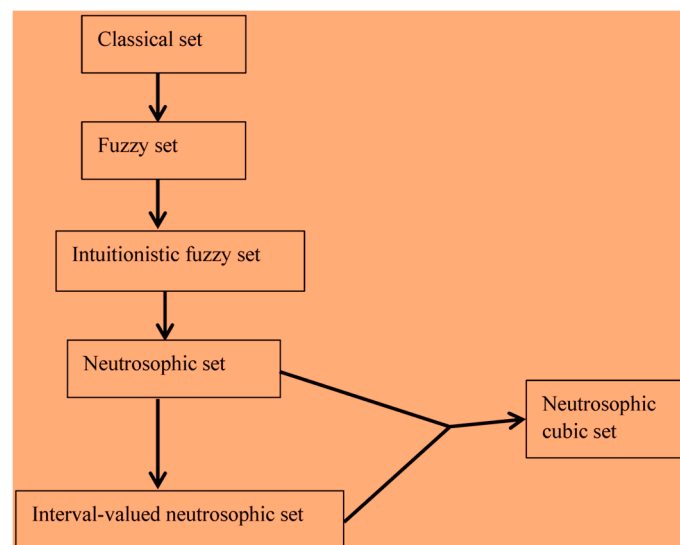 Classical set
Fuzzy set
Intuitionistic fuzzy set
Neutrosophic set
Neutrosophic
cubic set
Interval-valued neutrosophic set